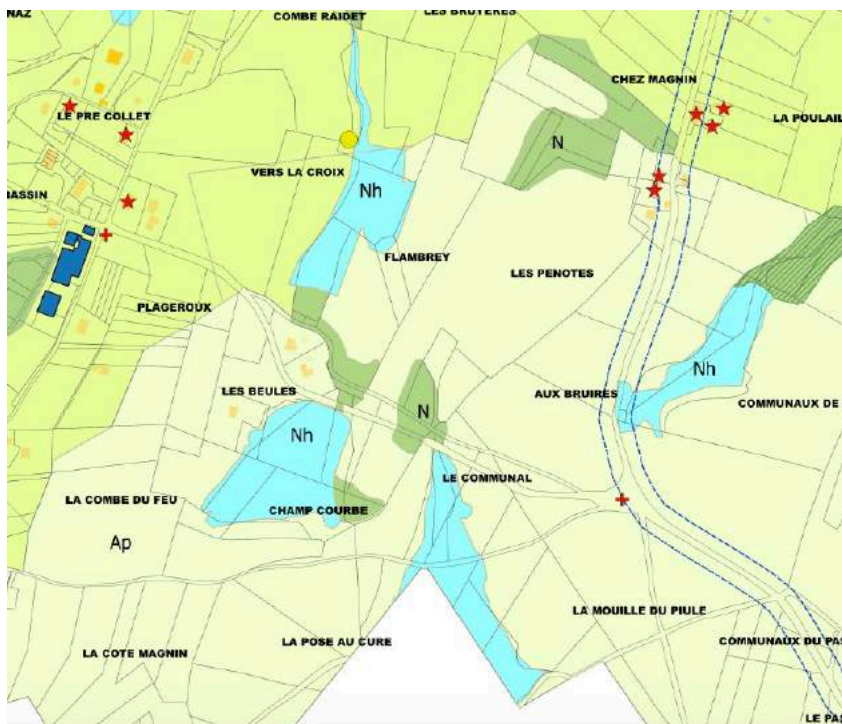 NAZ
COMBE RAIDET
LES BRUYERES
CHEZ MAGNIN
LE PRE COLLET
LA POULAIL
N
VERS LA CROIX
BASSIN
Nh
FLAMBREY
LES PENOTES
PLAGEROUX
Nh
LES BEULES
AUX BRUIRES
N
COMMUNAUX DE
Nh
LE COMMUNAL
LA COMBE DU FEU
CHAMP COURBE
Ap
LA MOUILLE DU PIULE
LA POSE AU CURE
COMMUNAUX DU PAS
LA COTE MAGNIN
LE PAS